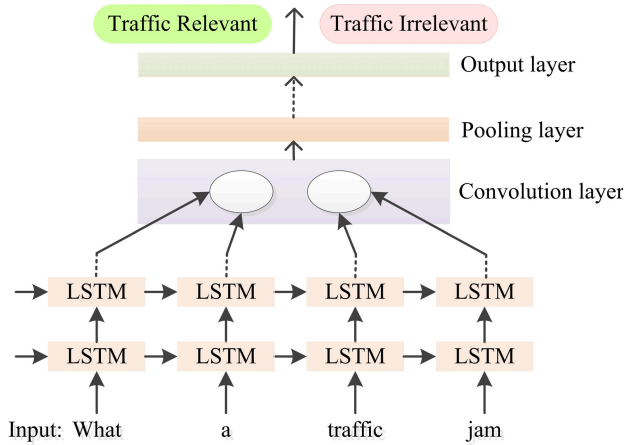 Traffic Relevant Traffic Irrelevant
Output layer
Pooling layer
Convolution layer
LSTM LSTM LSTM LSTM
LSTM LSTM LSTM LSTM
Input: What a traffic jam